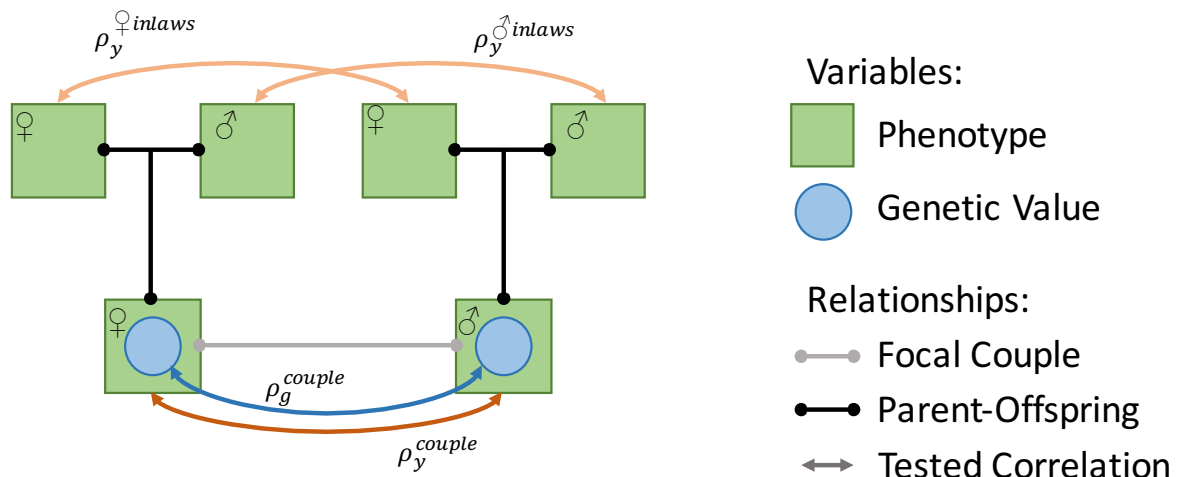 ρ_y^{♀inlaws} ρ_y^{♂inlaws}
Variables:
♀ ♂ ♀ ♂
Phenotype
Genetic Value
Relationships:
♀ ♂
Focal Couple
ρ_g^{couple}
Parent-Offspring
ρ_y^{couple}
Tested Correlation